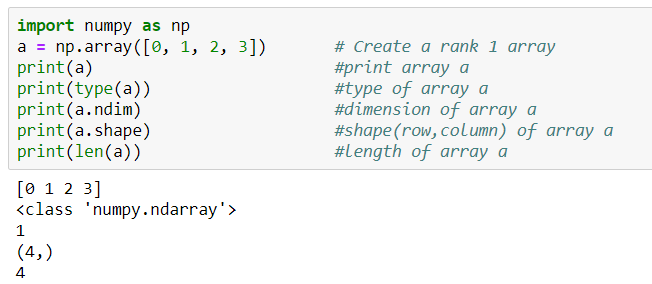 import numpy as np
a = np.array([0, 1, 2, 3])        # Create a rank 1 array
print(a)                          #print array a
print(type(a))                    #type of array a
print(a.ndim)                     #dimension of array a
print(a.shape)                    #shape(row,column) of array a
print(len(a))                     #length of array a
[0 1 2 3]
<class 'numpy.ndarray'>
1
(4,)
4